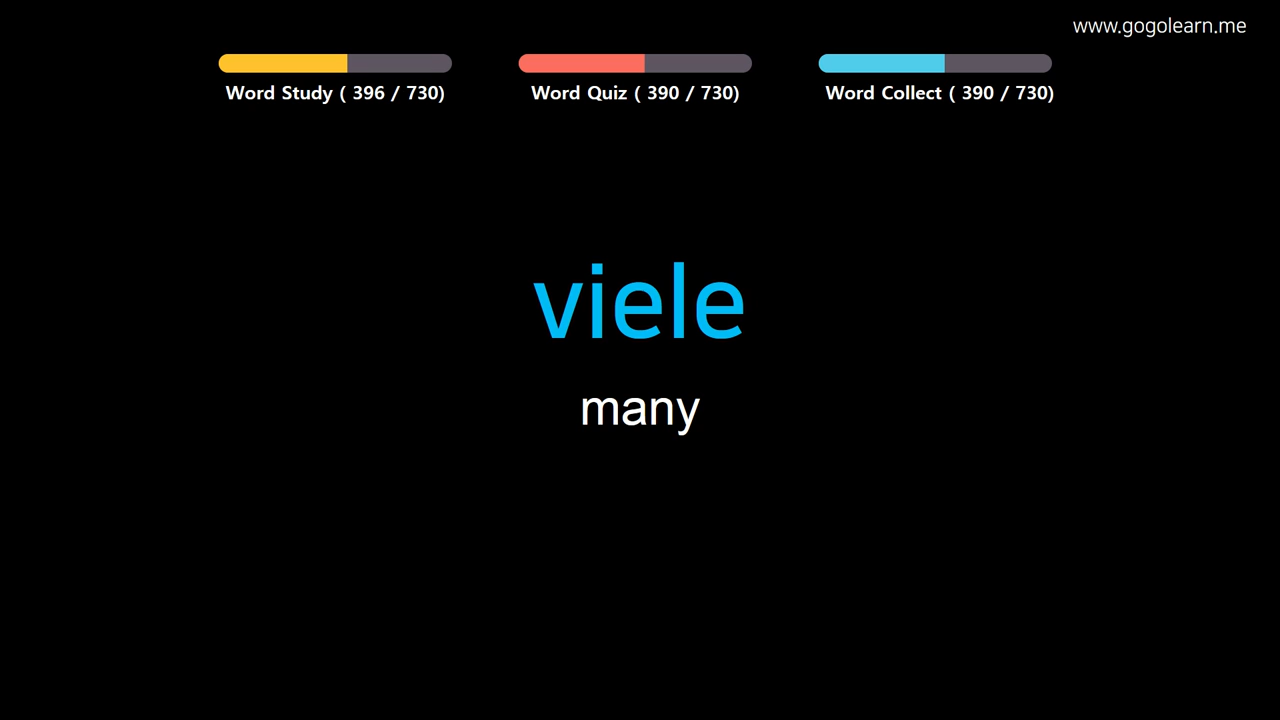 www.gogolearn.me
Word Study ( 396 / 730)
Word Quiz ( 390 / 730)
Word Collect ( 390 / 730)
viele
many